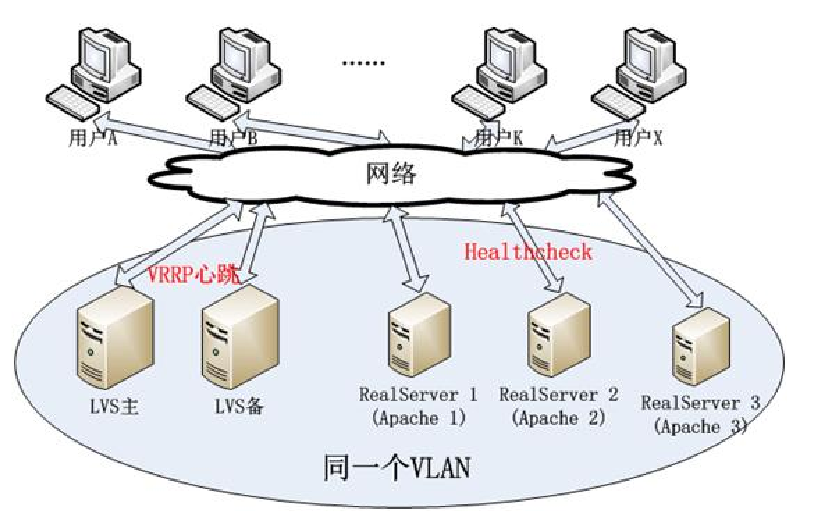 ······
用户A
用户B
用户K
用户X
网络
VRRP心跳
Healthcheck
LVS主
LVS备
RealServer 1
(Apache 1)
RealServer 2
(Apache 2)
RealServer 3
(Apache 3)
同一个VLAN